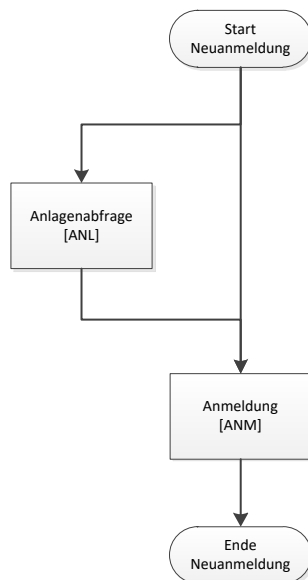 Start
Neuanmeldung
Anlagenabfrage
[ANL]
Anmeldung
[ANM]
Ende
Neuanmeldung